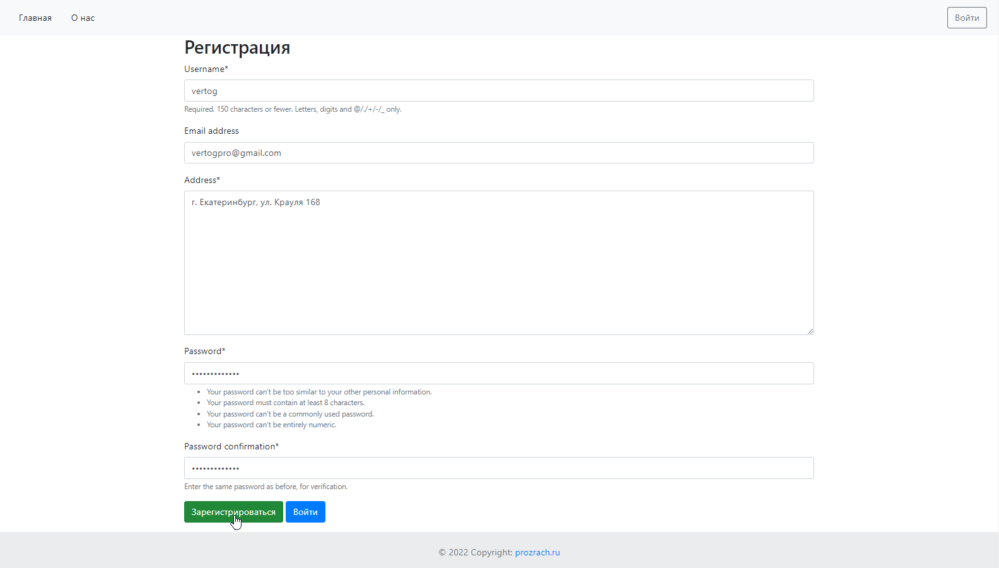 Главная О нас Войти
Регистрация
Username*
vertog
Required. 150 characters or fewer. Letters, digits and @/./+/-/_ only.
Email address
vertogpro@gmail.com
Address*
г. Екатеринбург, ул. Крауля 168
Password*
•••••••••••••
Your password can't be too similar to your other personal information.
Your password must contain at least 8 characters.
Your password can't be a commonly used password.
Your password can't be entirely numeric.
Password confirmation*
•••••••••••••
Enter the same password as before, for verification.
Зарегистрироваться Войти
© 2022 Copyright: prozrach.ru